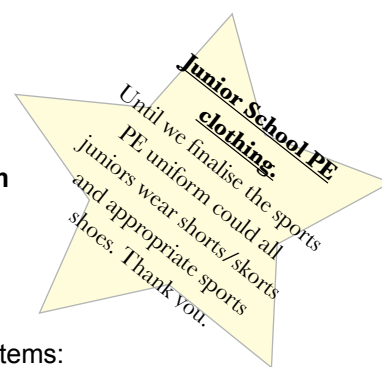 Junior School PE
clothing.
Until we finalise the sports
PE uniform could all
juniors wear shorts/skorts
and appropriate sports
shoes. Thank you.
m
tems: